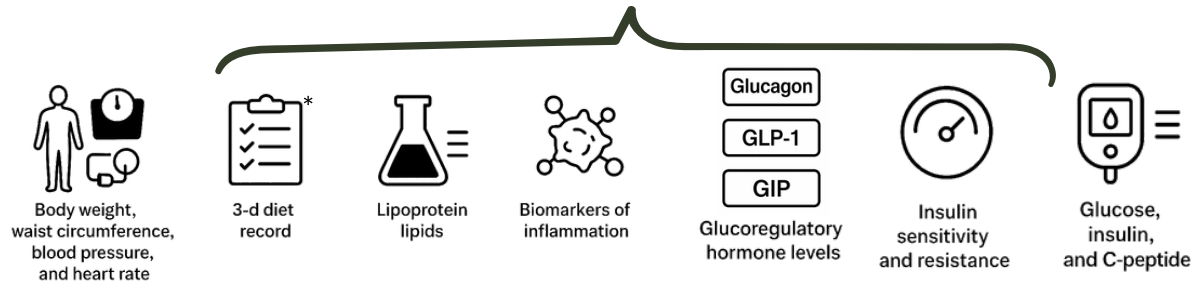 *
Body weight,
waist circumference,
blood pressure,
and heart rate
3-d diet
record
Lipoprotein
lipids
Biomarkers of
inflammation
Glucagon
GLP-1
GIP
Glucoregulatory
hormone levels
Insulin
sensitivity
and resistance
Glucose,
insulin,
and C-peptide